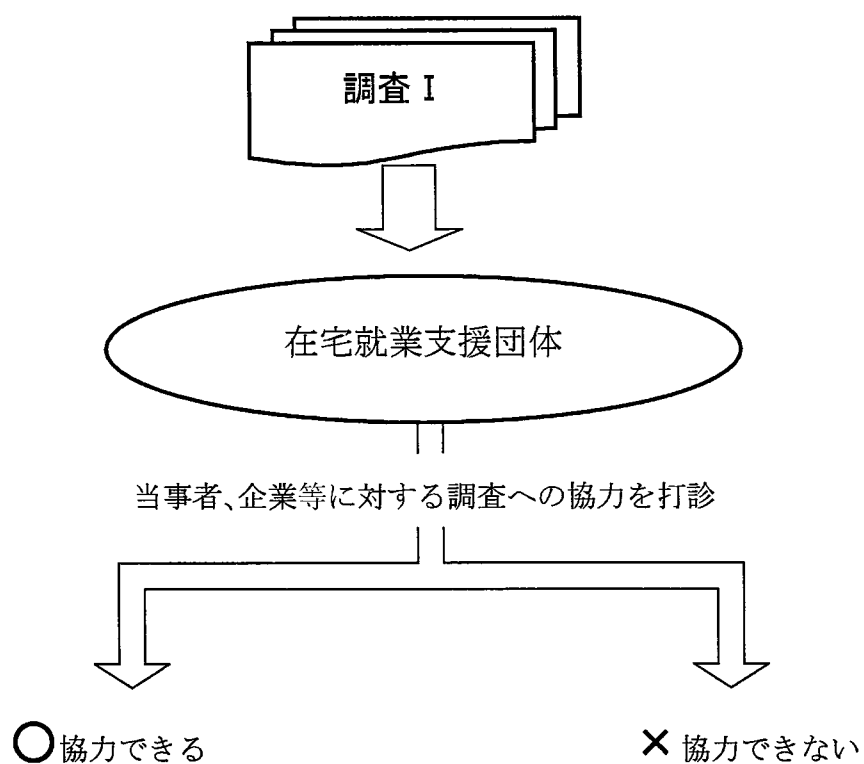 調査 I
在宅就業支援団体
当事者、企業等に対する調査への協力を打診
○協力できる
× 協力できない